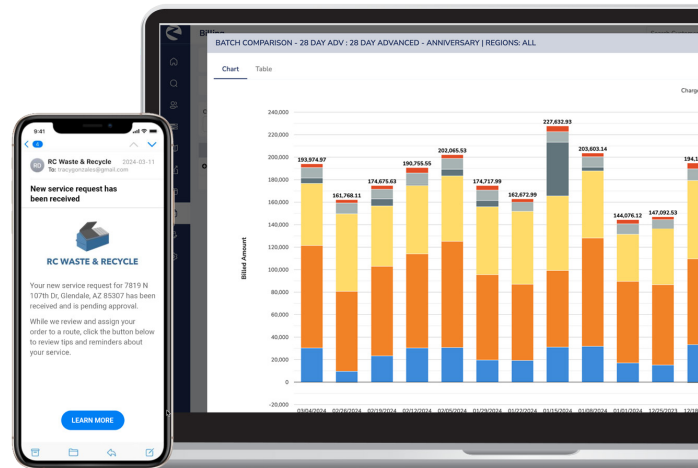 Billing
BATCH COMPARISON - 28 DAY ADV : 28 DAY ADVANCED - ANNIVERSARY | REGIONS: ALL
Chart Table
Charge
240,000
220,000
200,000
180,000
160,000
140,000
120,000
100,000
80,000
60,000
40,000
20,000
0
-20,000
Billed Amount
193,974.97
161,768.11
174,675.63
190,755.55
202,065.53
174,717.99
162,672.99
227,632.93
203,603.14
144,076.12
147,092.53
194,1
03/04/2024 02/26/2024 02/19/2024 02/12/2024 02/05/2024 01/29/2024 01/22/2024 01/15/2024 01/08/2024 01/01/2024 12/25/2023 12/18
9:41
4
RC
RC Waste & Recycle 2024-03-11
To: tracygonzales@gmail.com
New service request has
been received
RC WASTE & RECYCLE
Your new service request for 7819 N
107th Dr, Glendale, AZ 85307 has been
received and is pending approval.
While we review and assign your
order to a route, click the button below
to review tips and reminders about
your service.
LEARN MORE